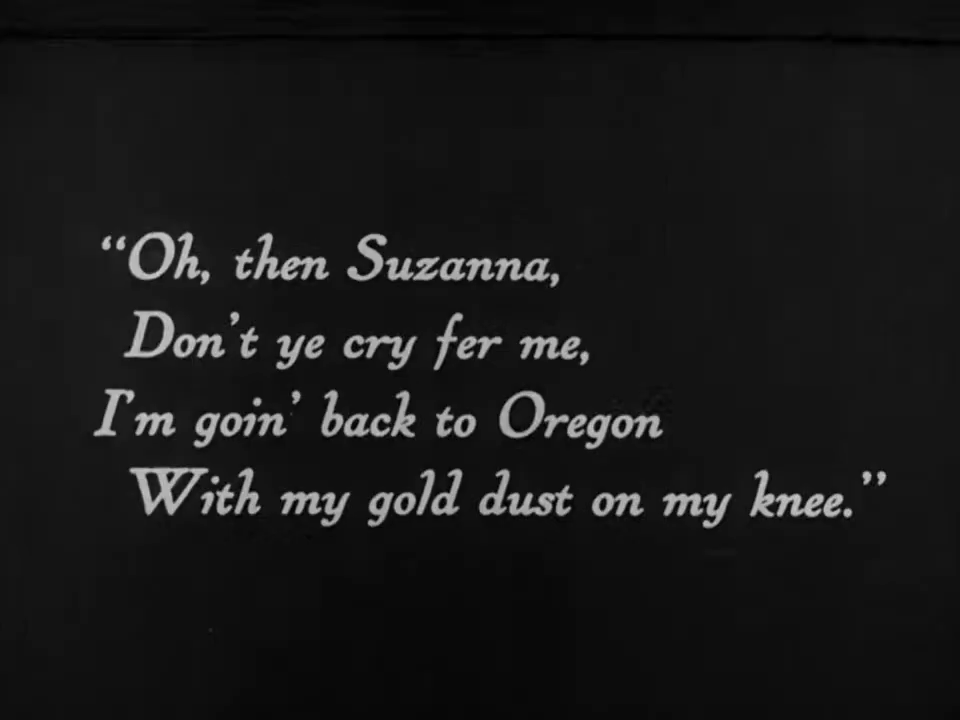 “Oh, then Suzanna,
Don’t ye cry fer me,
I’m goin’ back to Oregon
With my gold dust on my knee.”